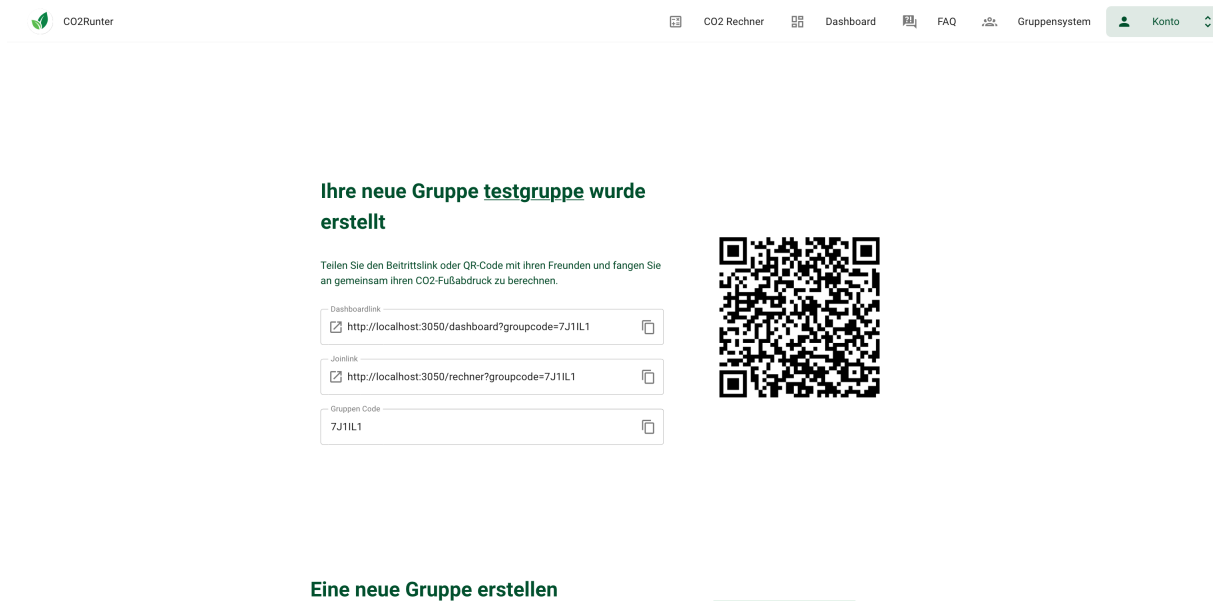 CO2Runter
CO2 Rechner
Dashboard
FAQ
Gruppensystem
Konto
Ihre neue Gruppe testgruppe wurde
erstellt
Teilen Sie den Beitrittslink oder QR-Code mit ihren Freunden und fangen Sie
an gemeinsam ihren CO2-Fußabdruck zu berechnen.
Dashboardlink
http://localhost:3050/dashboard?groupcode=7J1IL1
Joinlink
http://localhost:3050/rechner?groupcode=7J1IL1
Gruppen Code
7J1IL1
Eine neue Gruppe erstellen